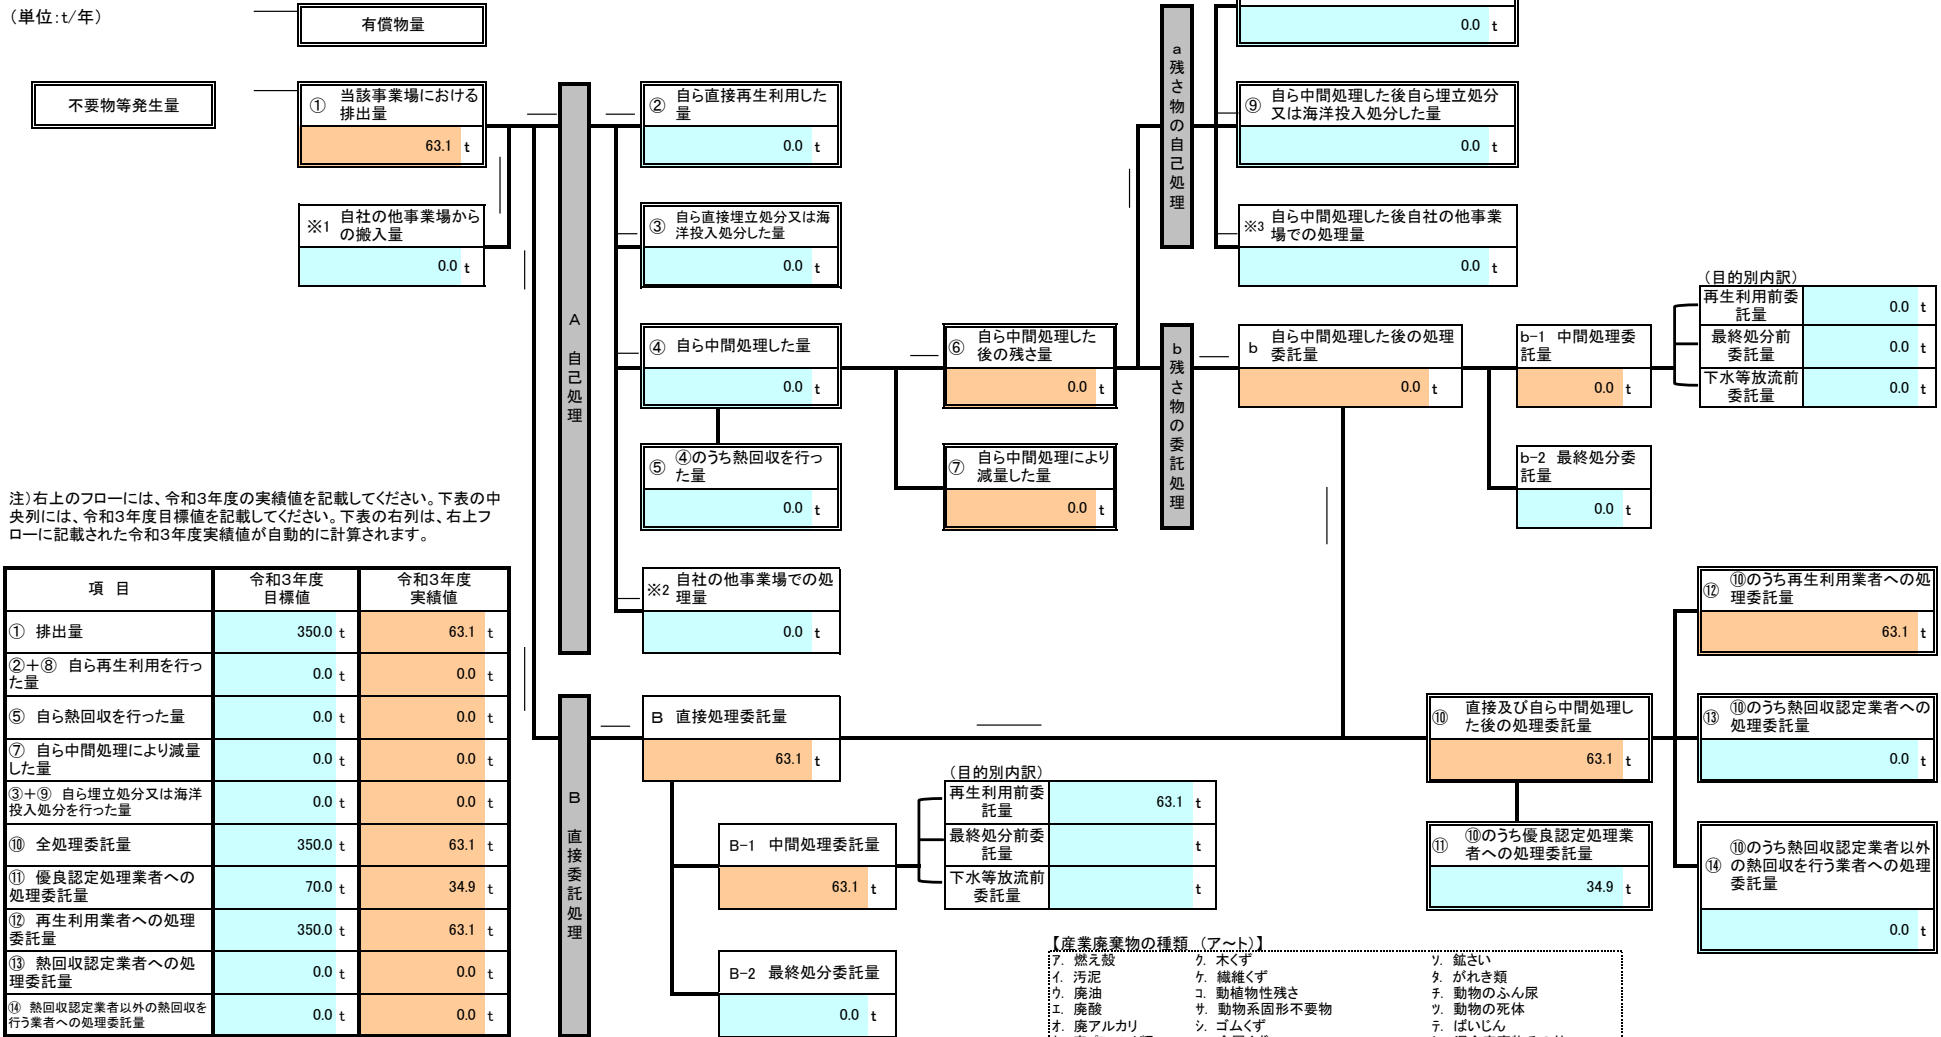 （単位:t/年）
有償物量
不要物等発生量
① 当該事業場における
排出量
63.1 t
※1 自社の他事業場から
の搬入量
0.0 t
A 自己処理
② 自ら直接再生利用した
量
0.0 t
③ 自ら直接埋立処分又は海
洋投入処分した量
0.0 t
④ 自ら中間処理した量
0.0 t
⑤ ④のうち熱回収を行っ
た量
0.0 t
※2 自社の他事業場での処
理量
0.0 t
⑥ 自ら中間処理した
後の残さ量
0.0 t
⑦ 自ら中間処理により
減量した量
0.0 t
a 残さ物の自己処理
0.0 t
⑨ 自ら中間処理した後自ら埋立処分
又は海洋投入処分した量
0.0 t
※3 自ら中間処理した後自社の他事業
場での処理量
0.0 t
b 残さ物の委託処理
b 自ら中間処理した後の処理
委託量
0.0 t
b-1 中間処理委
託量
0.0 t
b-2 最終処分委
託量
0.0 t
（目的別内訳）
再生利用前委
託量
0.0 t
最終処分前
委託量
0.0 t
下水等放流前
委託量
0.0 t
注）右上のフローには、令和3年度の実績値を記載してください。下表の中
央列には、令和3年度目標値を記載してください。下表の右列は、右上フ
ローに記載された令和3年度実績値が自動的に計算されます。
項 目 令和3年度 目標値 令和3年度 実績値
① 排出量 350.0 t 63.1 t
②＋⑧ 自ら再生利用を行っ
た量 0.0 t 0.0 t
⑤ 自ら熱回収を行った量 0.0 t 0.0 t
⑦ 自ら中間処理により減量
した量 0.0 t 0.0 t
③＋⑨ 自ら埋立処分又は海洋
投入処分を行った量 0.0 t 0.0 t
⑩ 全処理委託量 350.0 t 63.1 t
⑪ 優良認定処理業者への
処理委託量 70.0 t 34.9 t
⑫ 再生利用業者への処理
委託量 350.0 t 63.1 t
⑬ 熱回収認定業者への処
理委託量 0.0 t 0.0 t
⑭ 熱回収認定業者以外の熱回収を
行う業者への処理委託量 0.0 t 0.0 t
B 直接委託処理
B 直接処理委託量
63.1 t
B-1 中間処理委託量
63.1 t
B-2 最終処分委託量
0.0 t
（目的別内訳）
再生利用前委
託量
63.1 t
最終処分前委
託量
t
下水等放流前
委託量
t
⑩ 直接及び自ら中間処理し
た後の処理委託量
63.1 t
⑪ ⑩のうち優良認定処理業
者への処理委託量
34.9 t
⑫ ⑩のうち再生利用業者への処
理委託量
63.1 t
⑬ ⑩のうち熱回収認定業者への
処理委託量
0.0 t
⑭ ⑩のうち熱回収認定業者以外
の熱回収を行う業者への処理
委託量
0.0 t
【産業廃棄物の種類 （ア～ト）】
ア. 燃え殻 ク. 木くず ソ. 鉱さい
イ. 汚泥 ケ. 繊維くず タ. がれき類
ウ. 廃油 コ. 動植物性残さ チ. 動物のふん尿
エ. 廃酸 サ. 動物系固形不要物 ツ. 動物の死体
オ. 廃アルカリ シ. ゴムくず テ. ばいじん